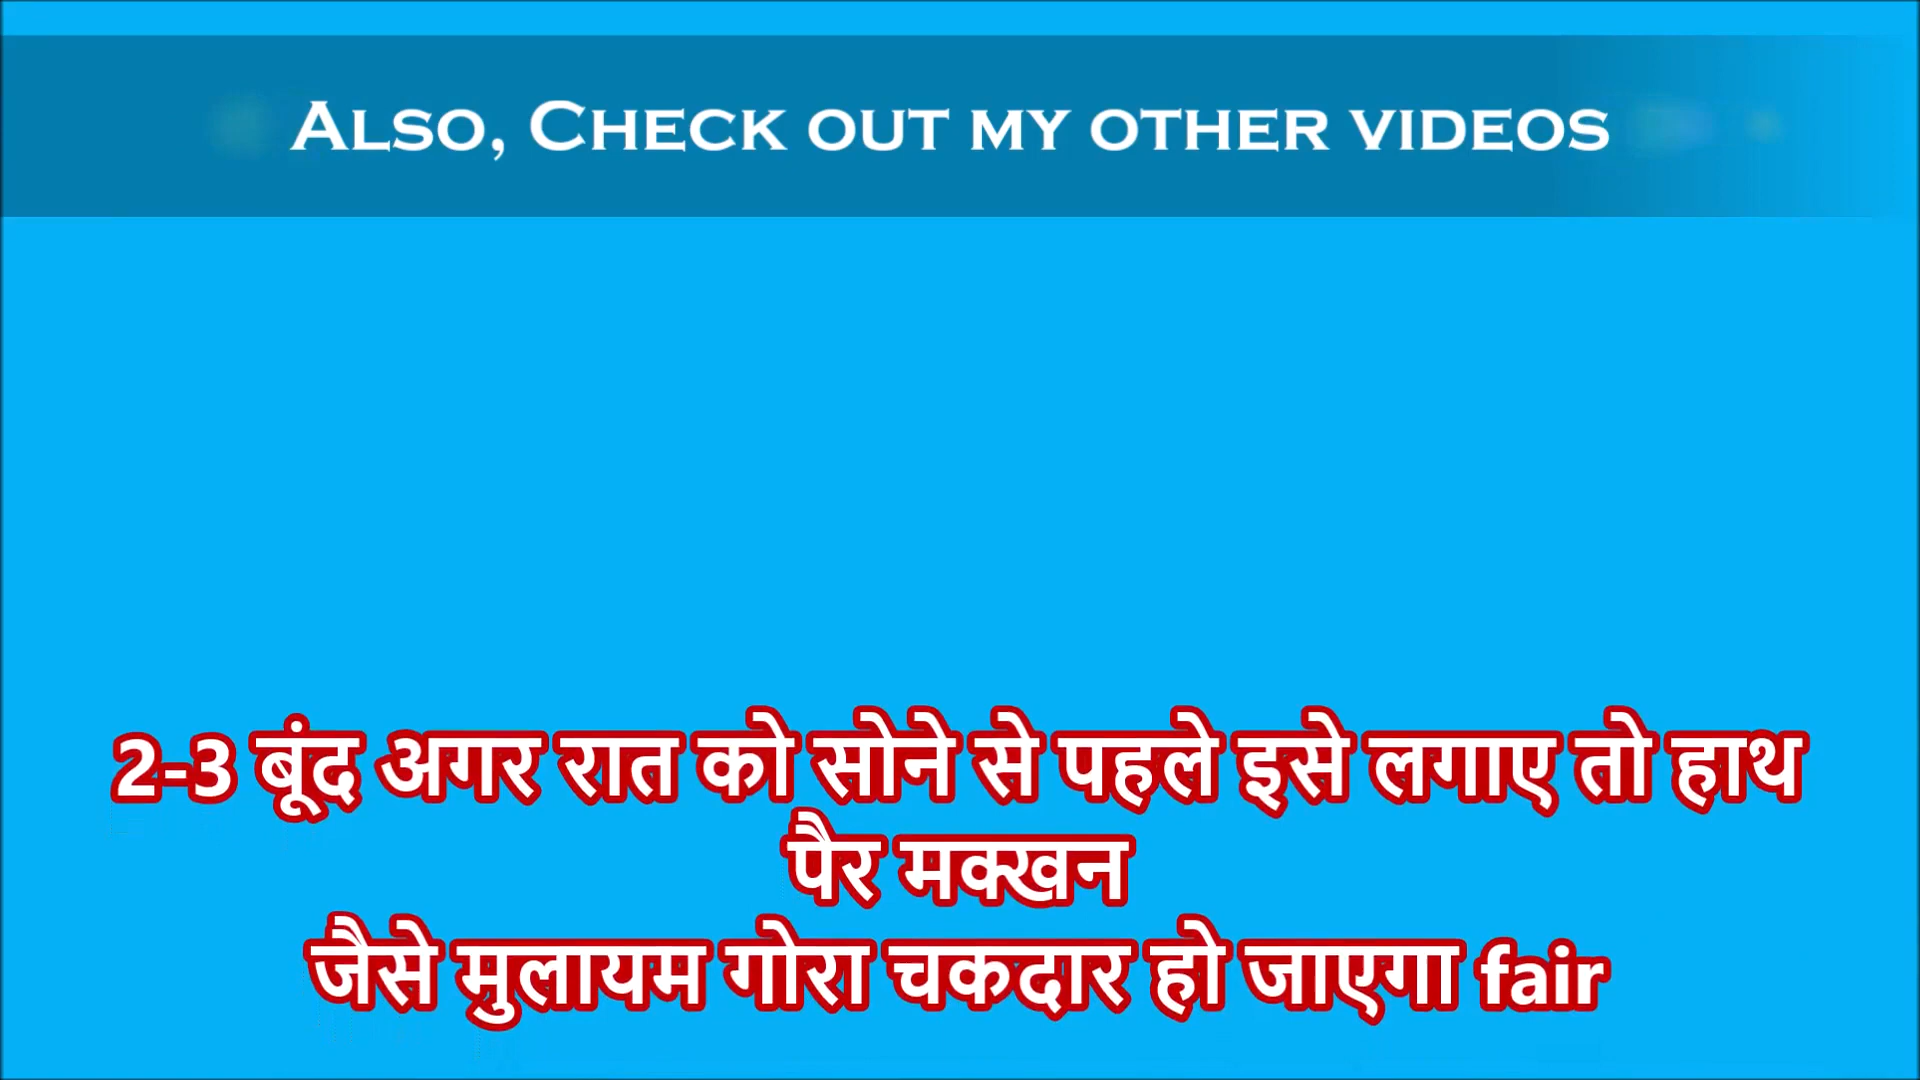 ALSO, CHECK OUT MY OTHER VIDEOS
2-3 बूंद अगर रात को सोने से पहले इसे लगाए तो हाथ
पैर मक्खन
जैसे मुलायम गोरा चकदार हो जाएगा fair